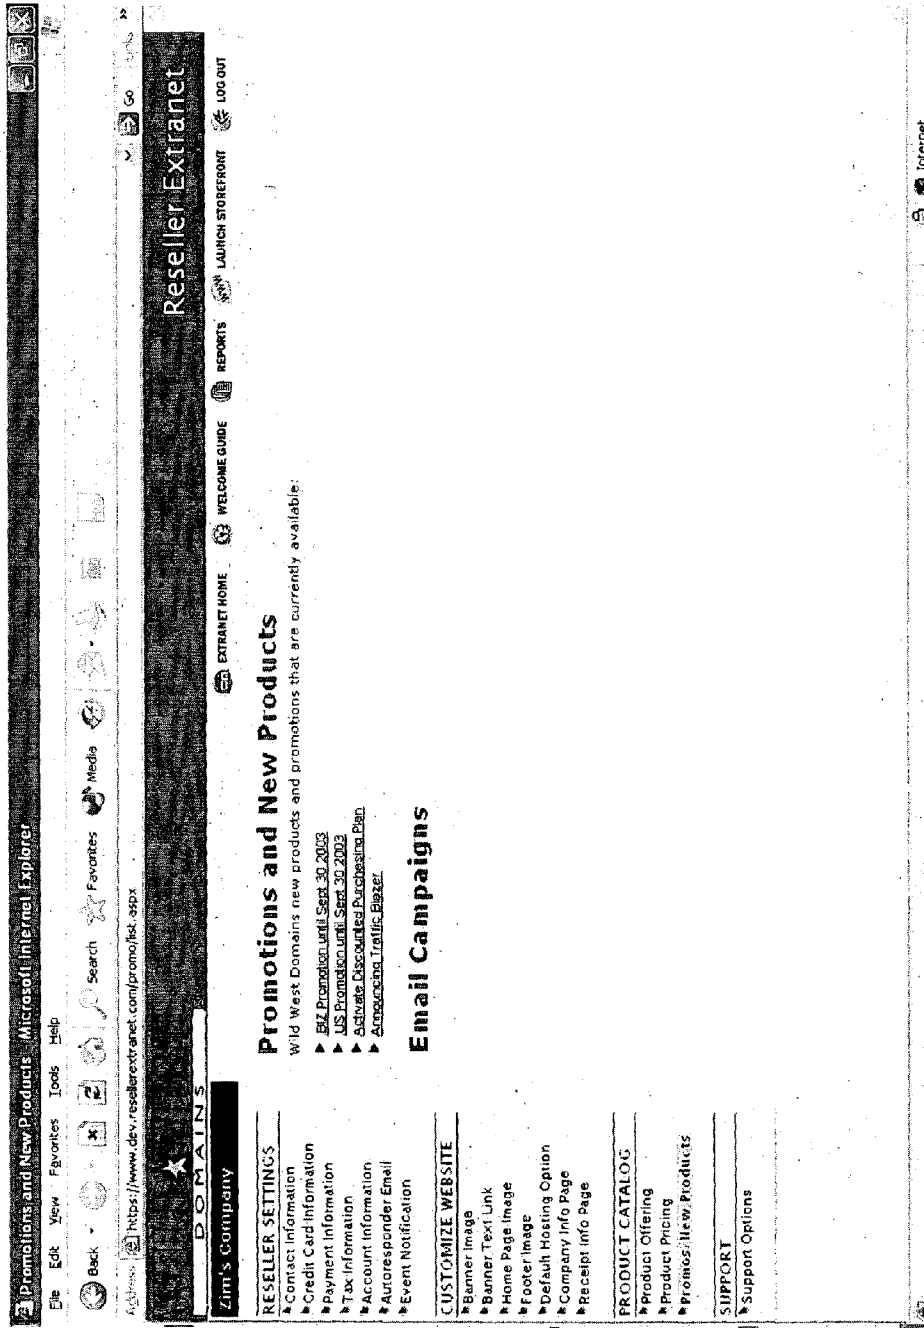 Promotions and New Products - Microsoft Internet Explorer
File Edit View Favorites Tools Help
Back Search Favorites Media
Address https://www.dev.resellerextranet.com/promo/list.aspx Go Links »
DOMAINS
Reseller Extranet
Zim's Company
EXTRANET HOME WELCOME GUIDE REPORTS LAUNCH STOREFRONT LOG OUT
RESELLER SETTINGS
Contact Information
Credit Card Information
Payment Information
Tax Information
Account Information
Autoresponder Email
Event Notification
CUSTOMIZE WEBSITE
Banner Image
Banner Text Link
Home Page Image
Footer Image
Default Hosting Option
Company Info Page
Receipt Info Page
PRODUCT CATALOG
Product Offering
Product Pricing
Promos/New Products
SUPPORT
Support Options
Promotions and New Products
Wild West Domains new products and promotions that are currently available:
BIZ Promotion until Sept 30 2003
US Promotion until Sept 30 2003
Activate Discounted Purchasing Plan
Announcing Traffic Blazer
Email Campaigns
Internet